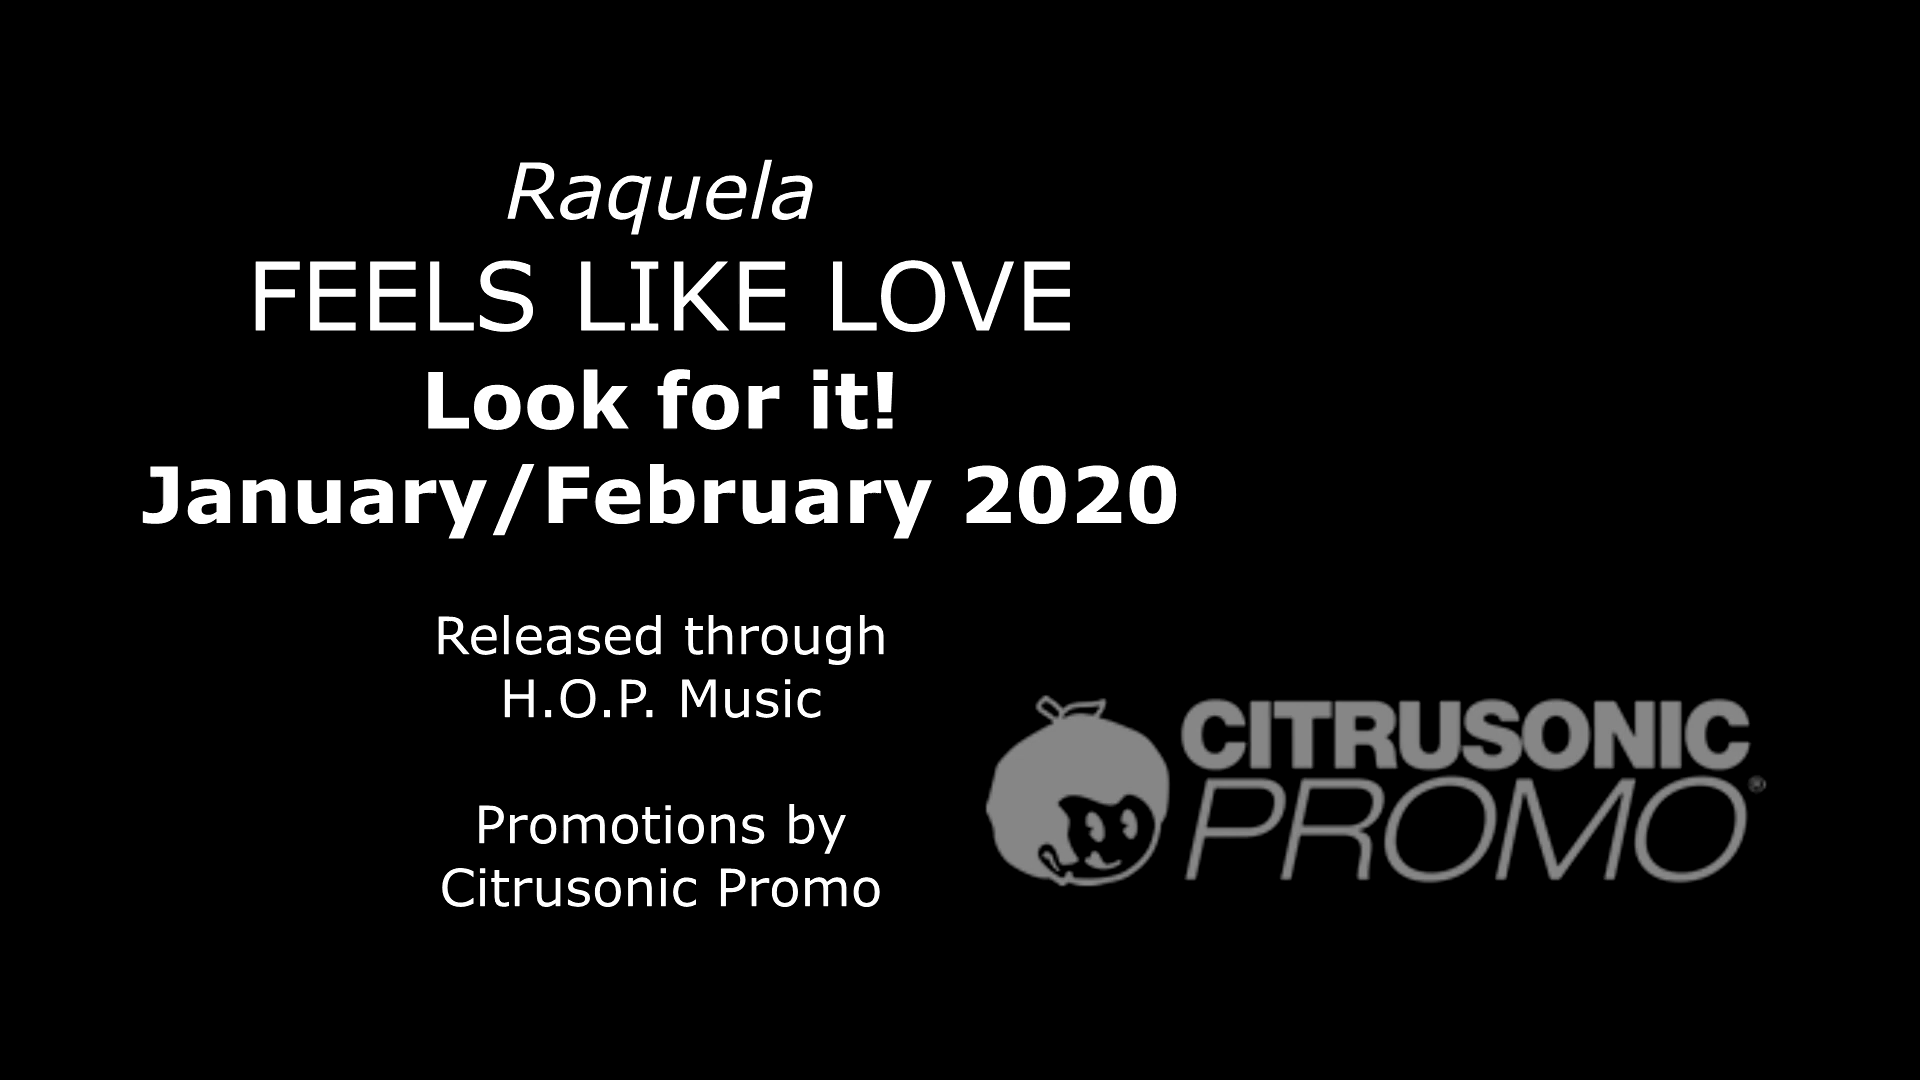 Raquela
FEELS LIKE LOVE
Look for it!
January/February 2020
Released through
H.O.P. Music
Promotions by
Citrusonic Promo
CITRUSONIC
PROMO®